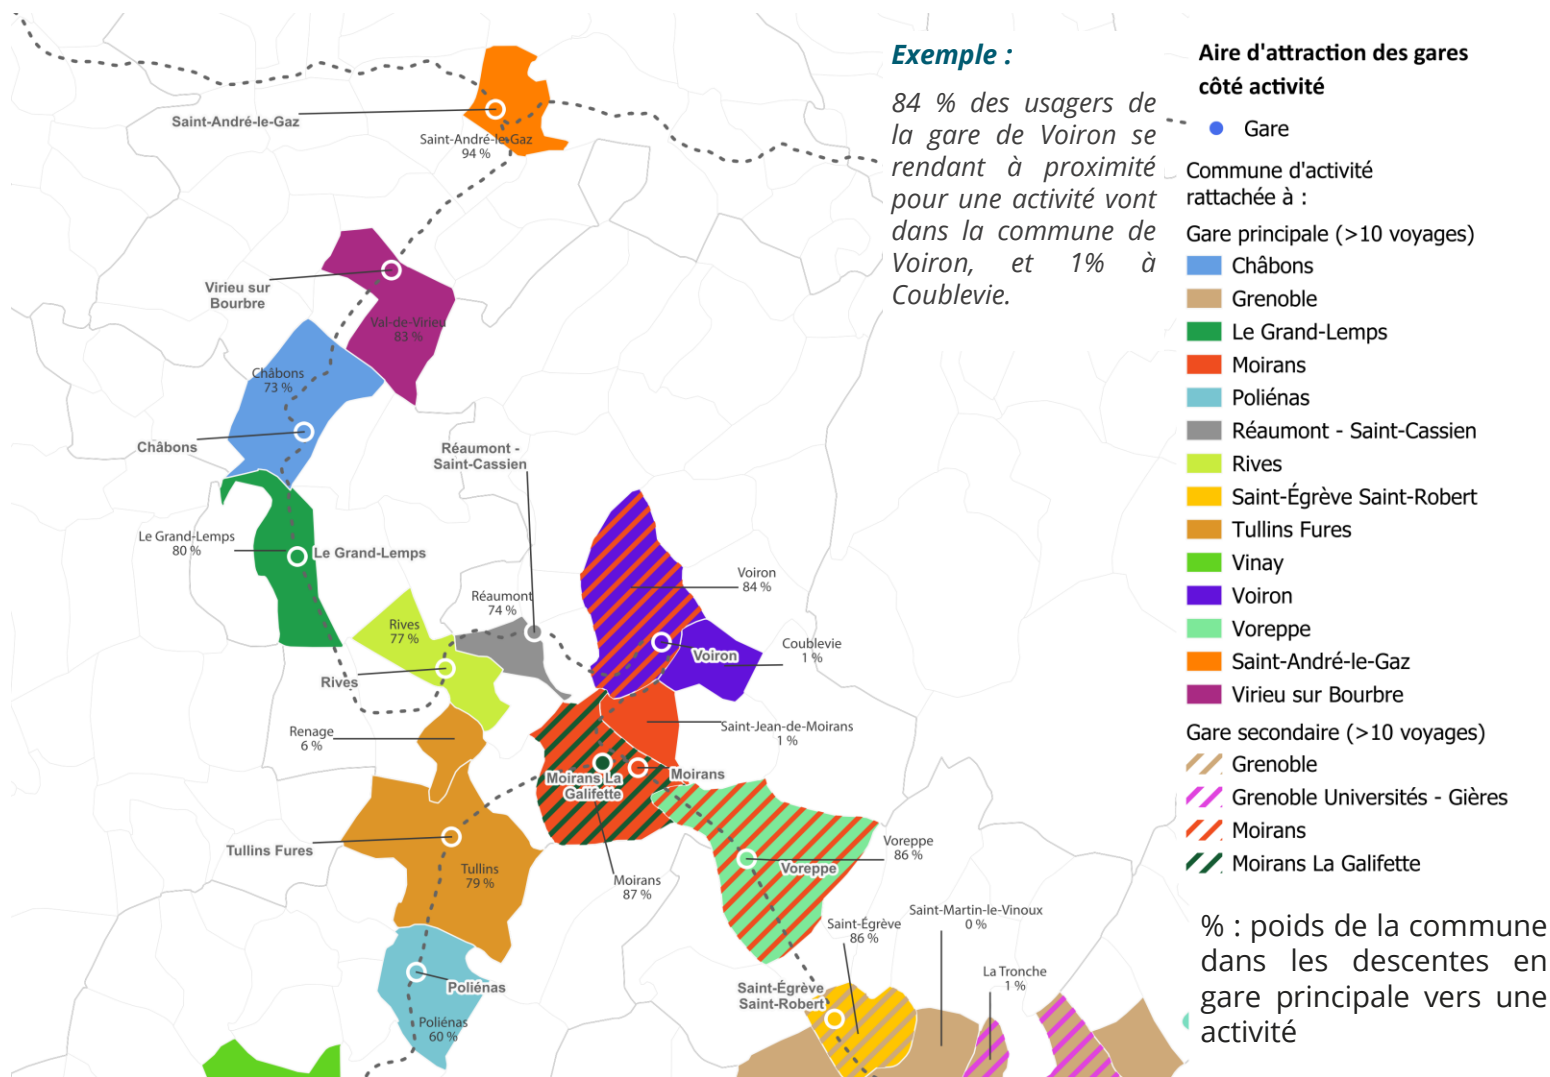 Exemple :
84 % des usagers de
la gare de Voiron se
rendant à proximité
pour une activité vont
dans la commune de
Voiron, et 1% à
Coublevie.
Aire d'attraction des gares
côté activité
Gare
Commune d'activité
rattachée à :
Gare principale (>10 voyages)
Châbons
Grenoble
Le Grand-Lemps
Moirans
Poliénas
Réaumont - Saint-Cassien
Rives
Saint-Égrève Saint-Robert
Tullins Fures
Vinay
Voiron
Voreppe
Saint-André-le-Gaz
Virieu sur Bourbre
Gare secondaire (>10 voyages)
Grenoble
Grenoble Universités - Gières
Moirans
Moirans La Galifette
% : poids de la commune
dans les descentes en
gare principale vers une
activité
Saint-André-le-Gaz
Saint-André-le-Gaz
94 %
Virieu sur
Bourbre
Val-de-Virieu
83 %
Châbons
73 %
Châbons
Réaumont -
Saint-Cassien
Le Grand-Lemps
80 %
Le Grand-Lemps
Réaumont
74 %
Rives
77 %
Rives
Voiron
84 %
Voiron
Coublevie
1 %
Renage
6 %
Saint-Jean-de-Moirans
1 %
Moirans La
Galifette
Moirans
Tullins Fures
Tullins
79 %
Moirans
87 %
Voreppe
86 %
Voreppe
Saint-Martin-le-Vinoux
0 %
Saint-Égrève
86 %
La Tronche
1 %
Saint-Égrève
Saint-Robert
Poliénas
Poliénas
60 %